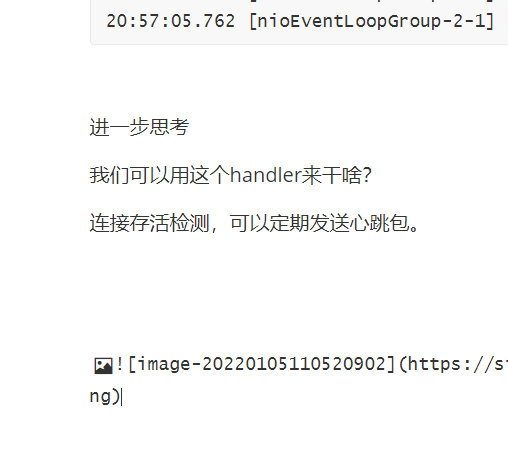 20:57:05.762 [nioEventLoopGroup-2-1]
进一步思考
我们可以用这个handler来干啥?
连接存活检测，可以定期发送心跳包。
![image-20220105110520902](https://s
ng)